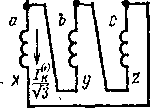 a b c
x y z
I_k^(1)
√3